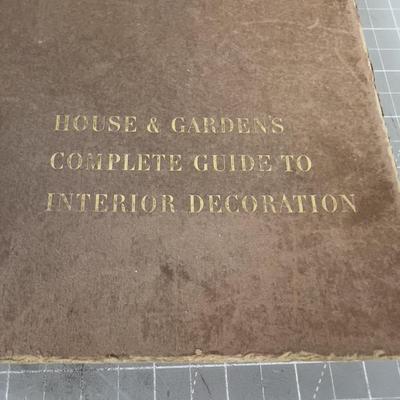 HOUSE & GARDEN'S
COMPLETE GUIDE TO
INTERIOR DECORATION